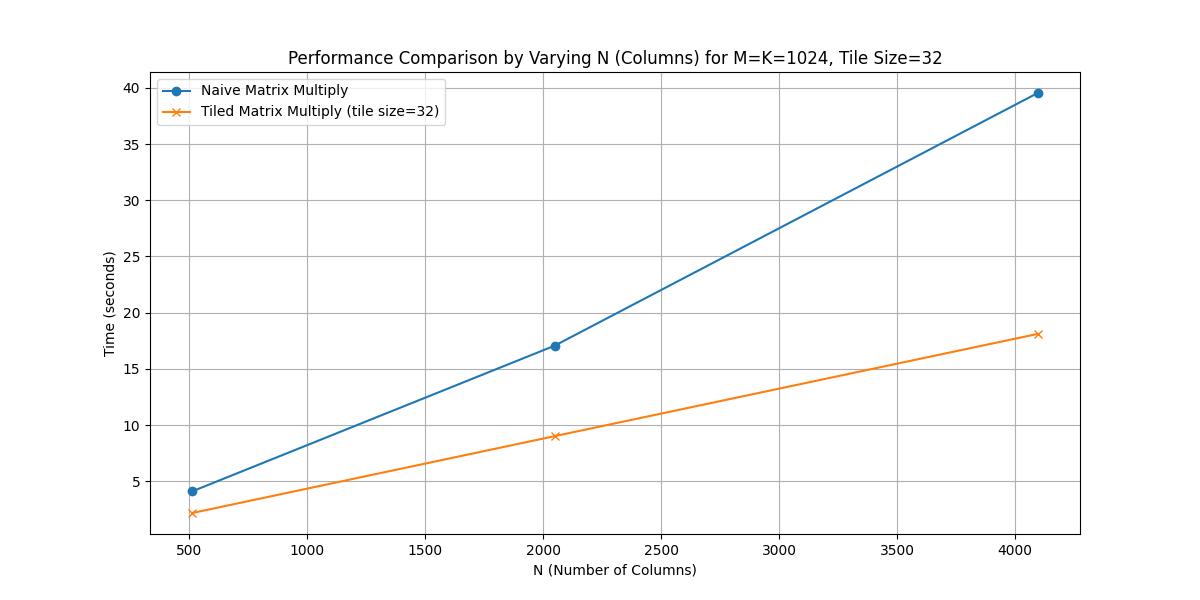 Performance Comparison by Varying N (Columns) for M=K=1024, Tile Size=32
Naive Matrix Multiply
Tiled Matrix Multiply (tile size=32)
Time (seconds)
40
35
30
25
20
15
10
5
500 1000 1500 2000 2500 3000 3500 4000
N (Number of Columns)